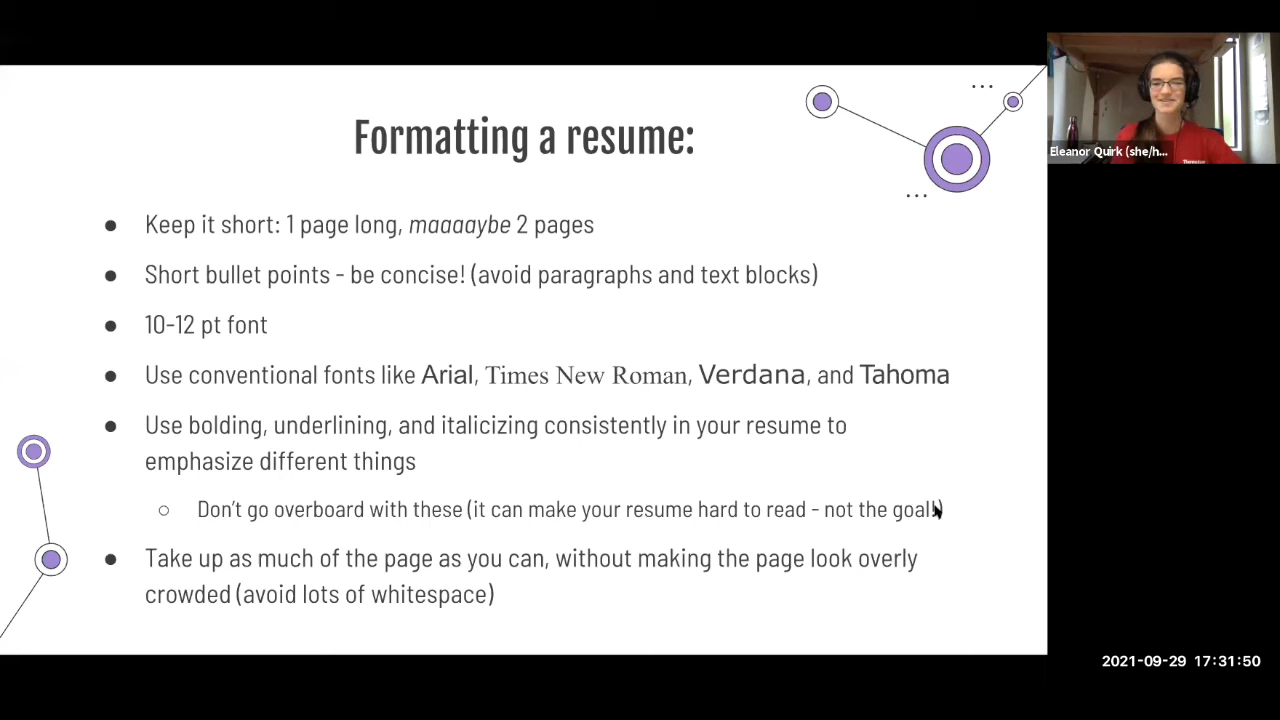 Formatting a resume:
● Keep it short: 1 page long, maaaaybe 2 pages
● Short bullet points - be concise! (avoid paragraphs and text blocks)
● 10-12 pt font
● Use conventional fonts like Arial, Times New Roman, Verdana, and Tahoma
● Use bolding, underlining, and italicizing consistently in your resume to
emphasize different things
○ Don't go overboard with these (it can make your resume hard to read - not the goal!)
● Take up as much of the page as you can, without making the page look overly
crowded (avoid lots of whitespace)
Eleanor Quirk (she/h...
2021-09-29 17:31:50